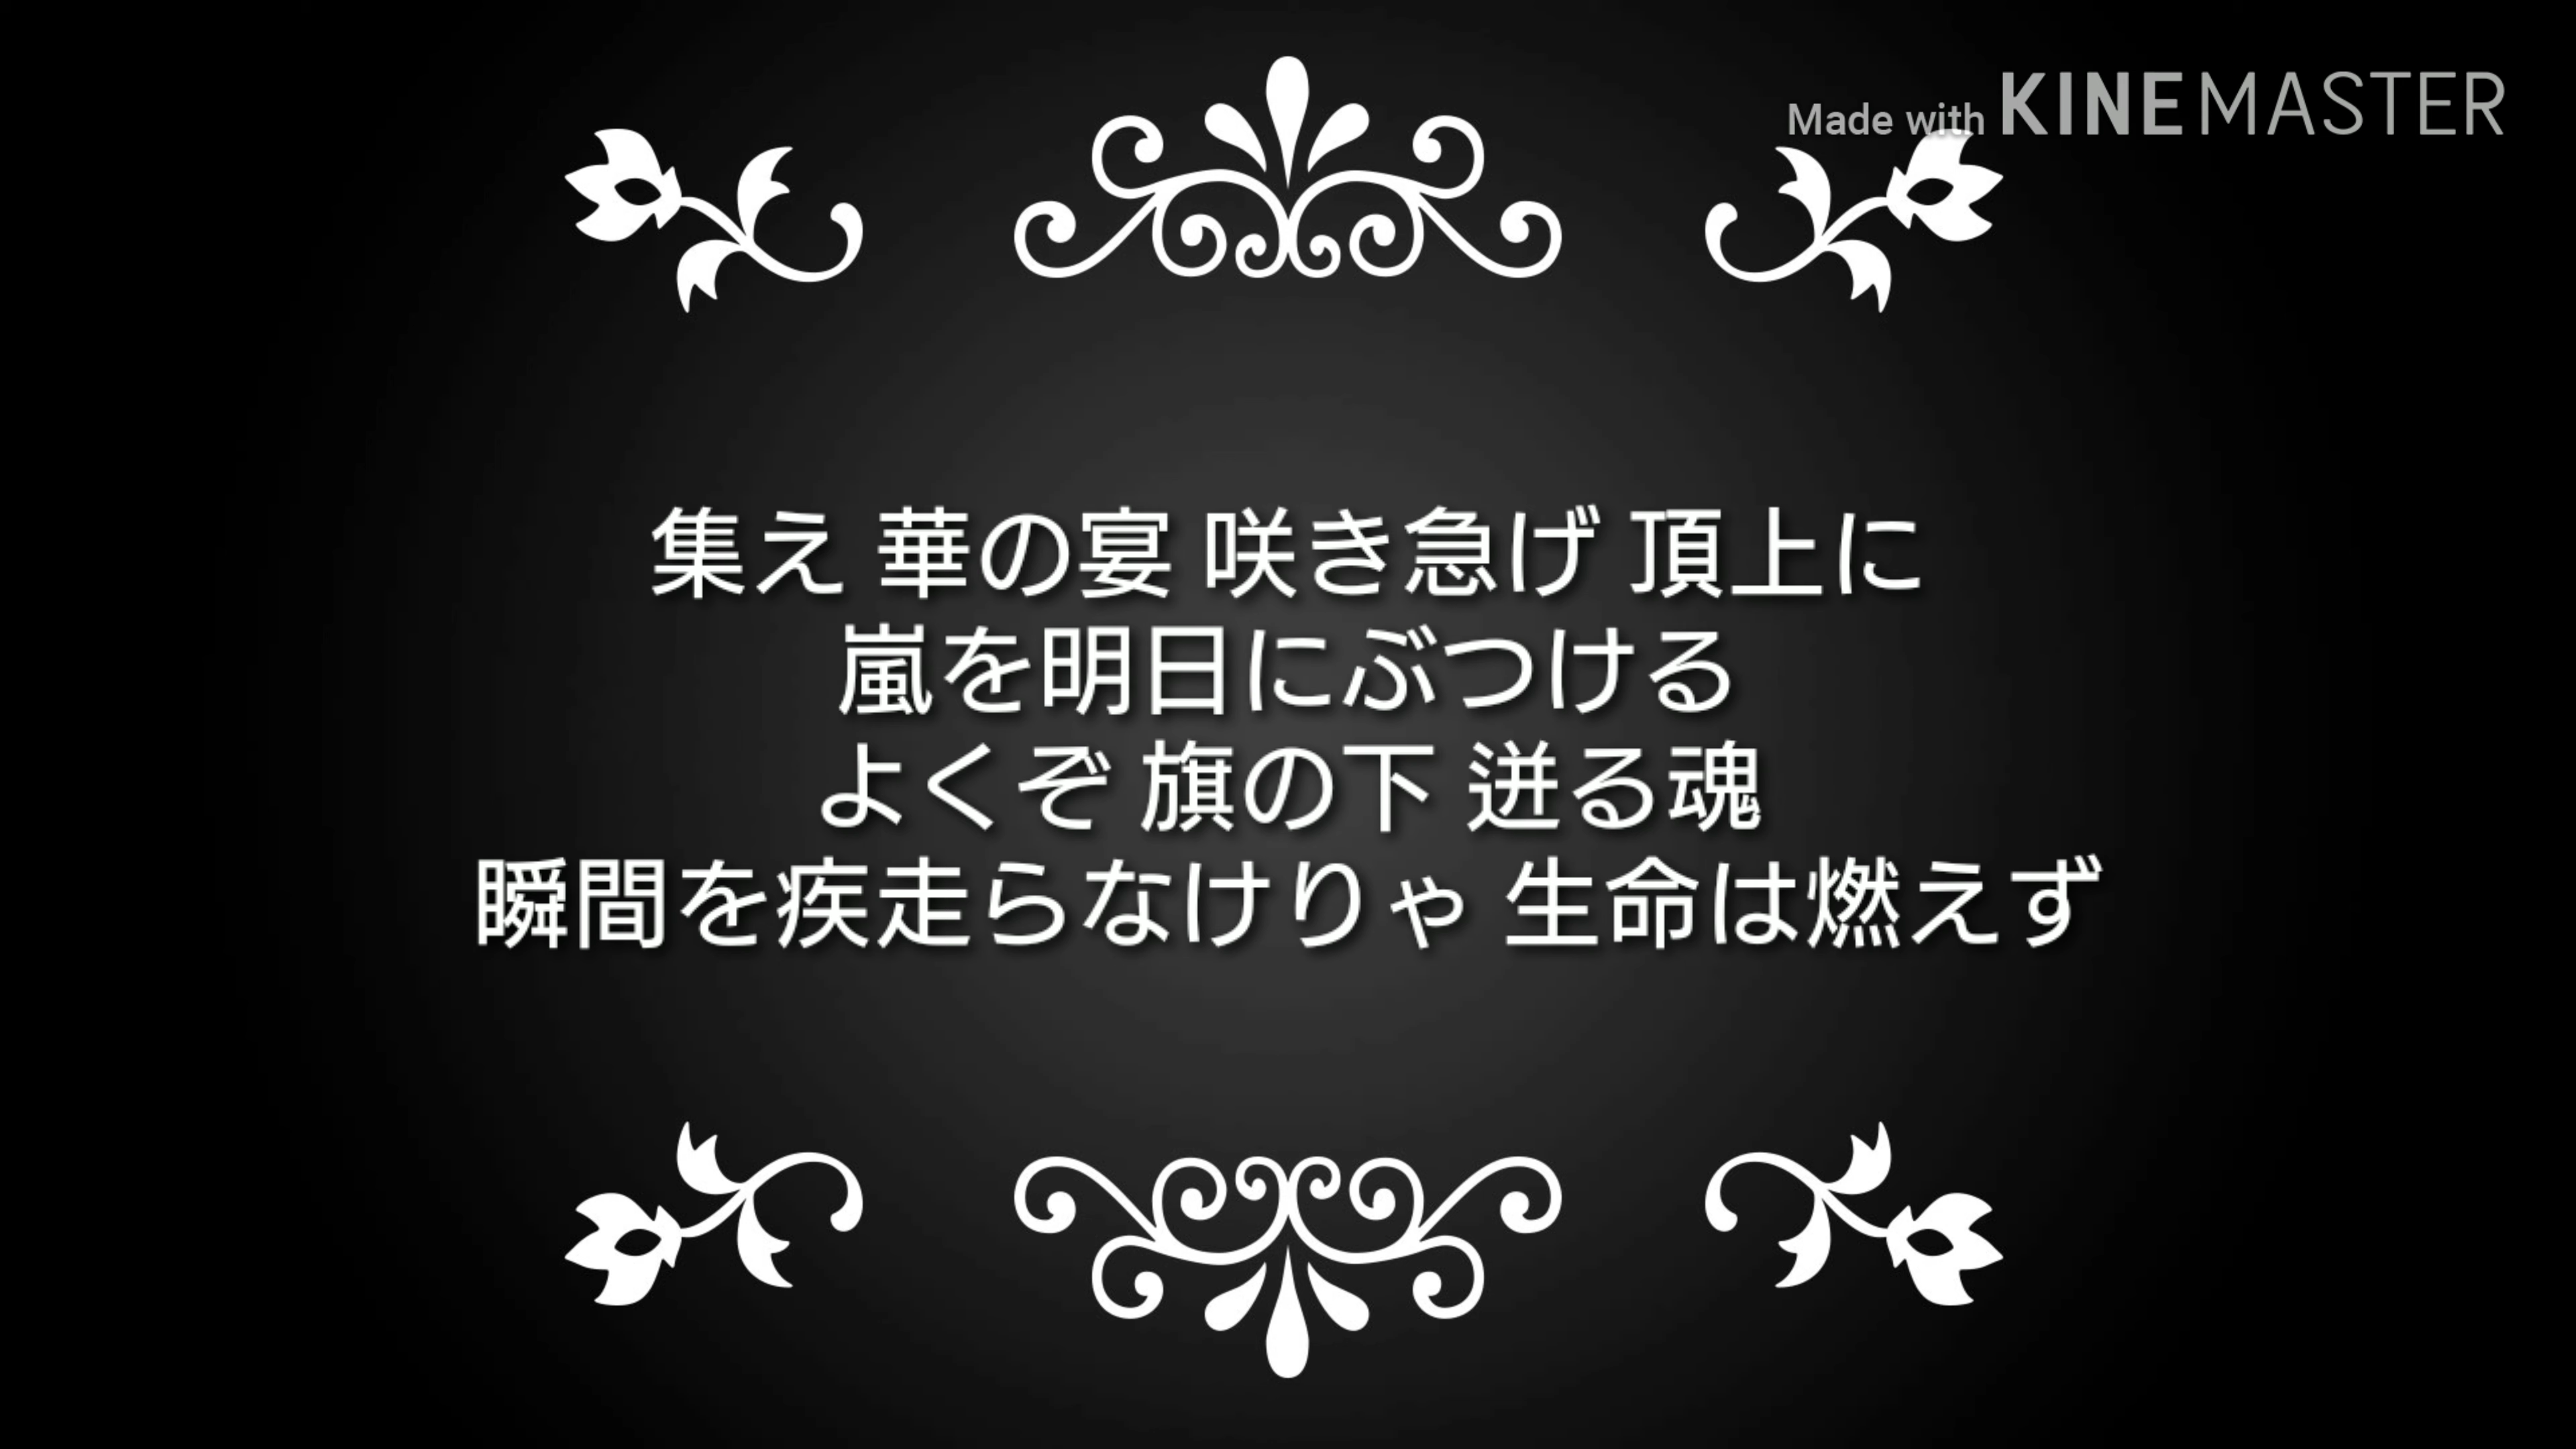 Made with KINEMASTER
集え 華の宴 咲き急げ 頂上に
嵐を明日にぶつける
よくぞ 旗の下 迸る魂
瞬間を疾走らなけりゃ 生命は燃えず